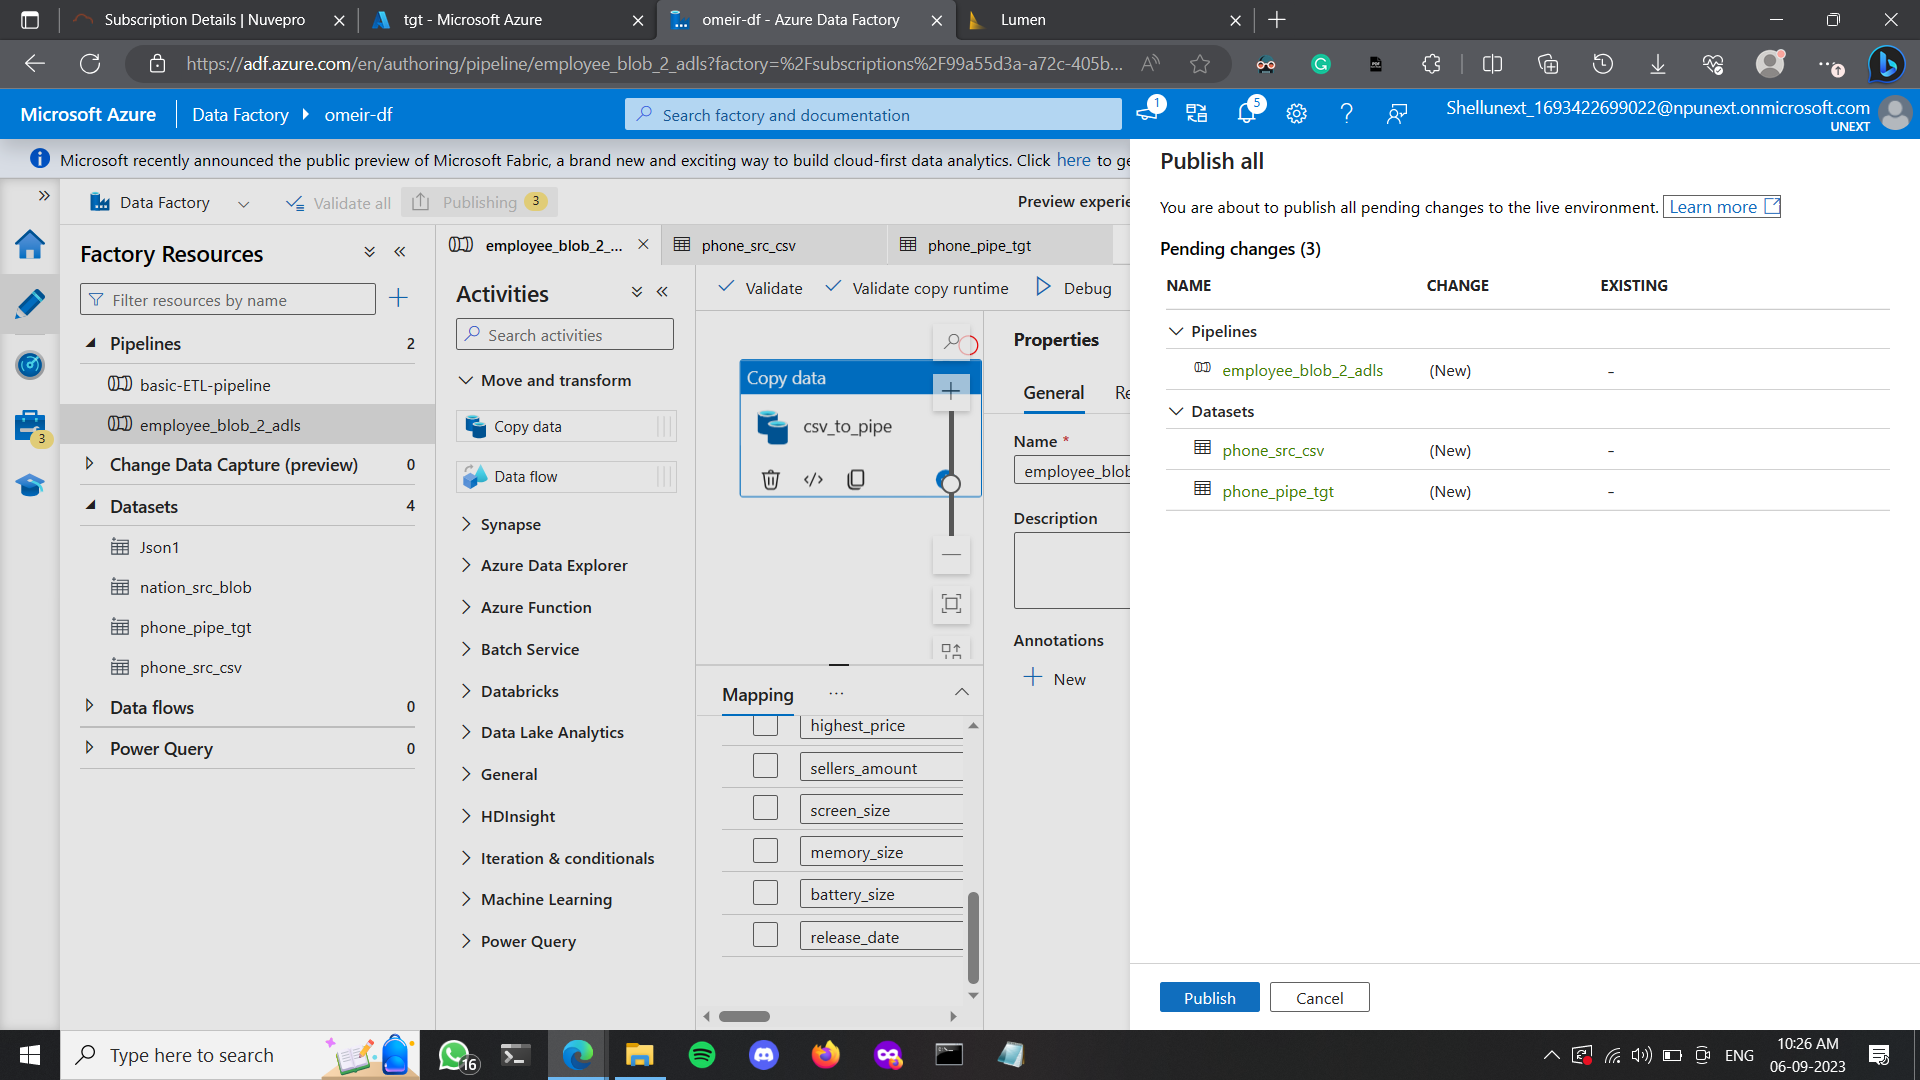 Subscription Details | Nuvepro
tgt - Microsoft Azure
omeir-df - Azure Data Factory
Lumen
https://adf.azure.com/en/authoring/pipeline/employee_blob_2_adls?factory=%2Fsubscriptions%2F99a55d3a-a72c-405b...
Microsoft Azure
Data Factory
omeir-df
Search factory and documentation
1
5
Shellunext_1693422699022@npunext.onmicrosoft.com
UNEXT
Microsoft recently announced the public preview of Microsoft Fabric, a brand new and exciting way to build cloud-first data analytics. Click here to ge
Data Factory
Validate all
Publishing 3
Preview experie
3
Factory Resources
Filter resources by name
Pipelines 2
basic-ETL-pipeline
employee_blob_2_adls
Change Data Capture (preview) 0
Datasets 4
Json1
nation_src_blob
phone_pipe_tgt
phone_src_csv
Data flows 0
Power Query 0
employee_blob_2_...
phone_src_csv
phone_pipe_tgt
Activities
Search activities
Move and transform
Copy data
Data flow
Synapse
Azure Data Explorer
Azure Function
Batch Service
Databricks
Data Lake Analytics
General
HDInsight
Iteration & conditionals
Machine Learning
Power Query
Validate
Validate copy runtime
Debug
Copy data
csv_to_pipe
Mapping
...
highest_price
sellers_amount
screen_size
memory_size
battery_size
release_date
Properties
General
Re
Name *
employee_blob
Description
Annotations
New
Publish all
You are about to publish all pending changes to the live environment. Learn more
Pending changes (3)
NAME CHANGE EXISTING
Pipelines
employee_blob_2_adls (New) -
Datasets
phone_src_csv (New) -
phone_pipe_tgt (New) -
Publish
Cancel
Type here to search
16
ENG
10:26 AM
06-09-2023